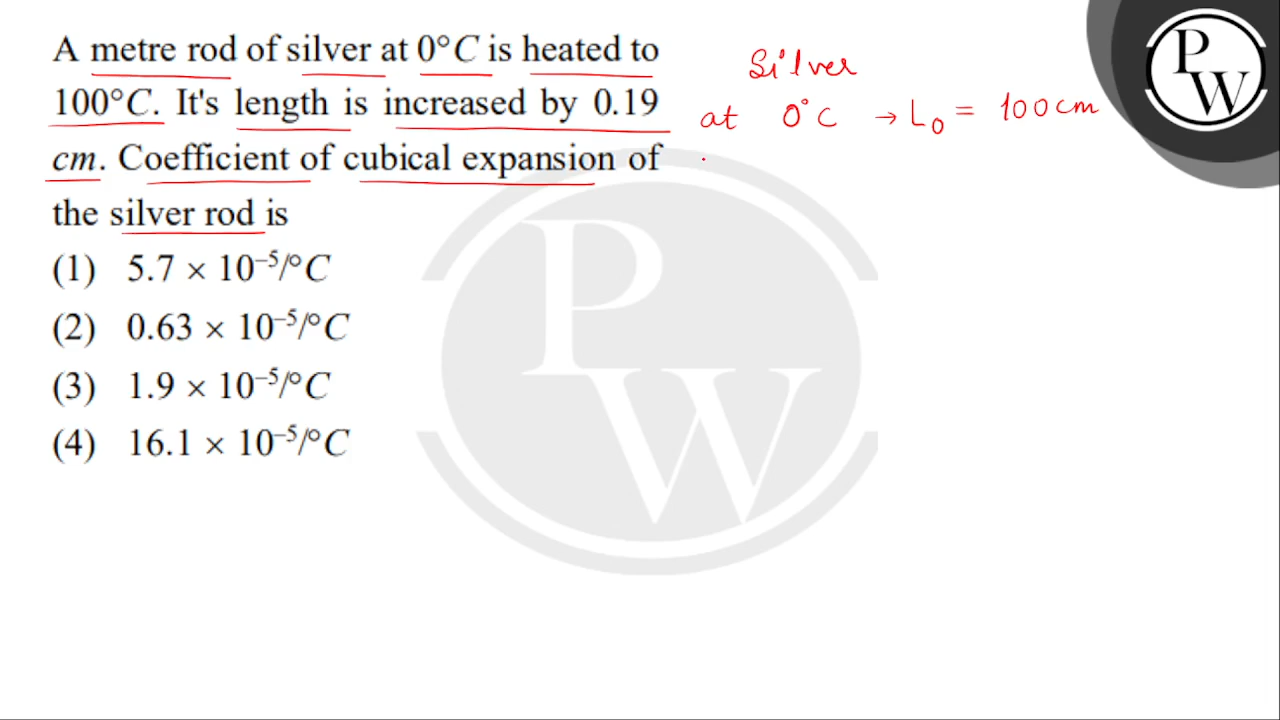 A metre rod of silver at 0°C is heated to
100°C. It's length is increased by 0.19
cm. Coefficient of cubical expansion of
the silver rod is
(1) 5.7 × 10⁻⁵/°C
(2) 0.63 × 10⁻⁵/°C
(3) 1.9 × 10⁻⁵/°C
(4) 16.1 × 10⁻⁵/°C
Silver
at 0°C → L₀ = 100cm
P
W
P
W